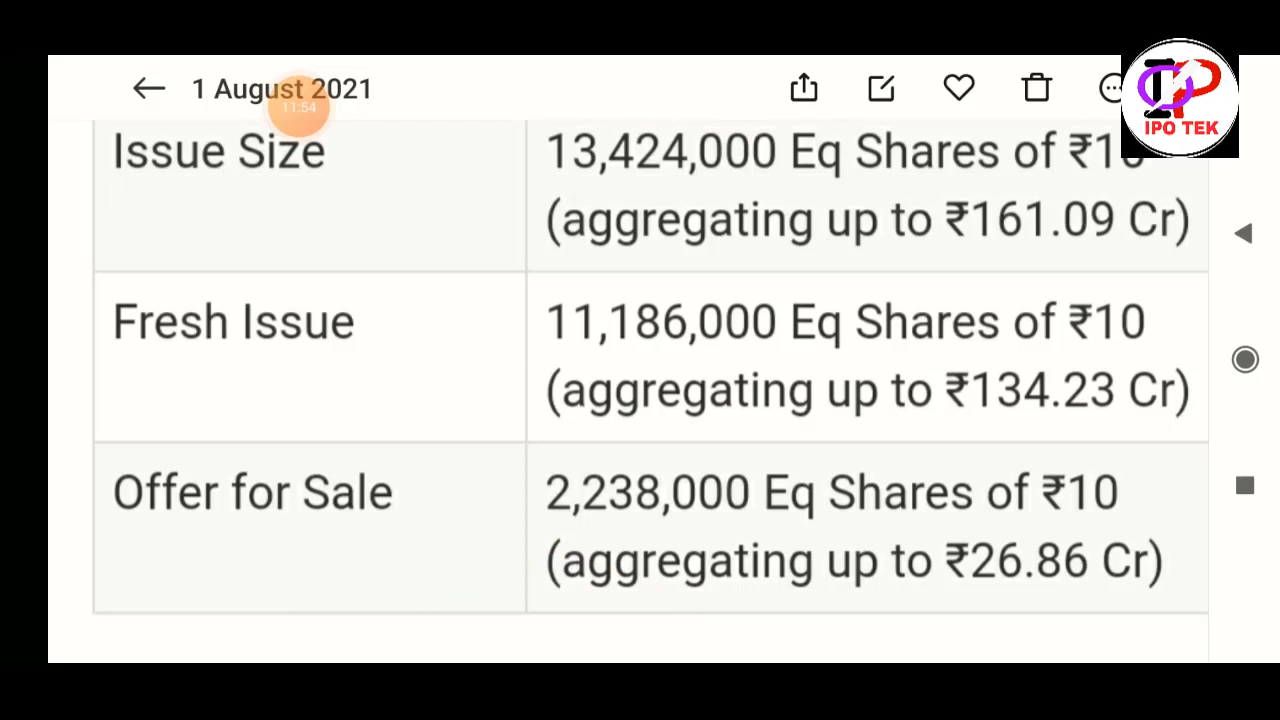 1 August 2021
11:54
IPO TEK
Issue Size
13,424,000 Eq Shares of ₹10
(aggregating up to ₹161.09 Cr)
Fresh Issue
11,186,000 Eq Shares of ₹10
(aggregating up to ₹134.23 Cr)
Offer for Sale
2,238,000 Eq Shares of ₹10
(aggregating up to ₹26.86 Cr)